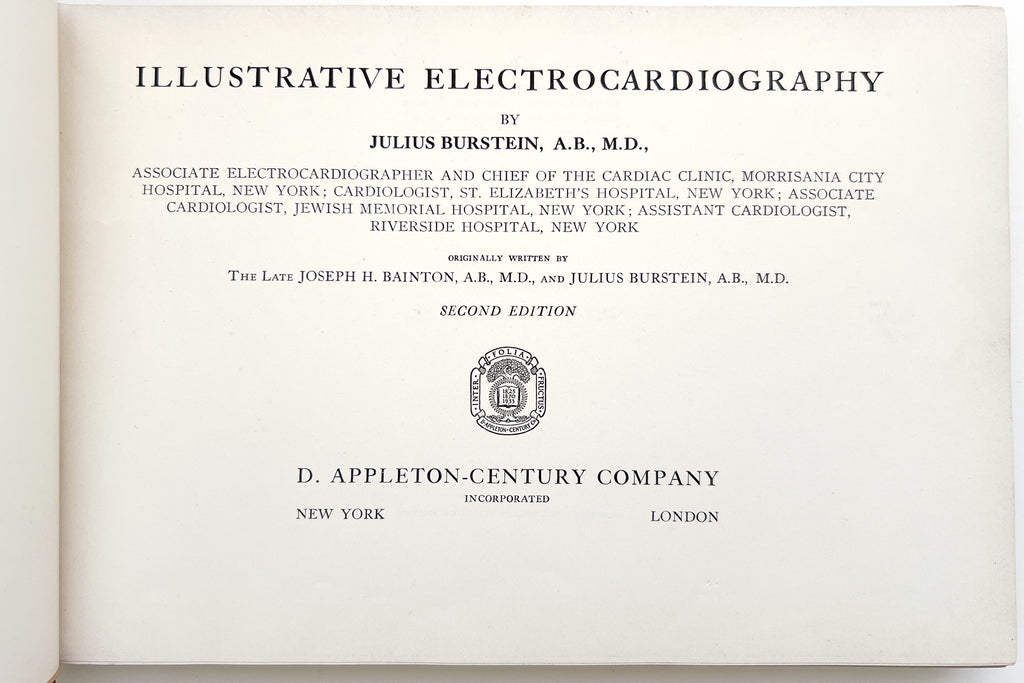 ILLUSTRATIVE ELECTROCARDIOGRAPHY
BY
JULIUS BURSTEIN, A.B., M.D.,
ASSOCIATE ELECTROCARDIOGRAPHER AND CHIEF OF THE CARDIAC CLINIC, MORRISANIA CITY
HOSPITAL, NEW YORK; CARDIOLOGIST, ST. ELIZABETH'S HOSPITAL, NEW YORK; ASSOCIATE
CARDIOLOGIST, JEWISH MEMORIAL HOSPITAL, NEW YORK; ASSISTANT CARDIOLOGIST,
RIVERSIDE HOSPITAL, NEW YORK
ORIGINALLY WRITTEN BY
THE LATE JOSEPH H. BAINTON, A.B., M.D., AND JULIUS BURSTEIN, A.B., M.D.
SECOND EDITION
INTER FOLIA FRUCTUS
1825
1870
1933
D. APPLETON-CENTURY CO
D. APPLETON-CENTURY COMPANY
INCORPORATED
NEW YORK LONDON